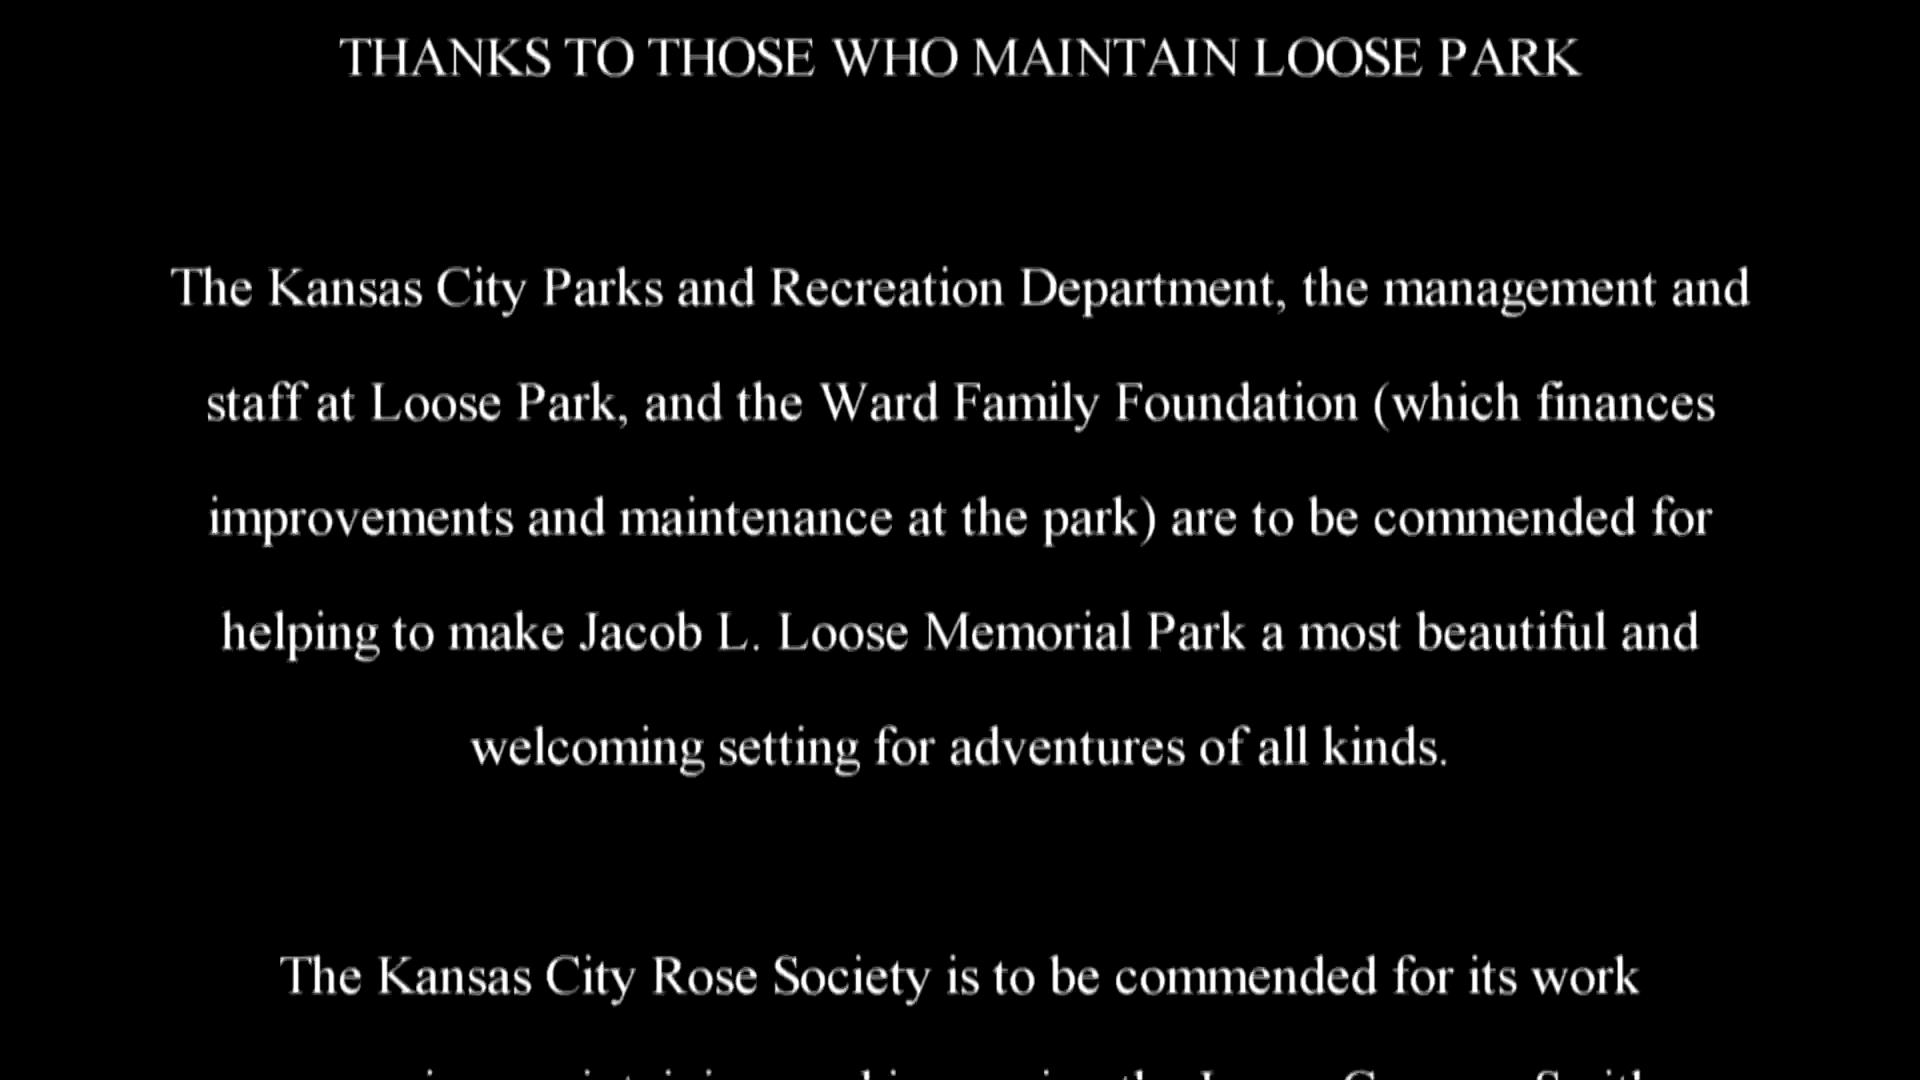 THANKS TO THOSE WHO MAINTAIN LOOSE PARK
The Kansas City Parks and Recreation Department, the management and
staff at Loose Park, and the Ward Family Foundation (which finances
improvements and maintenance at the park) are to be commended for
helping to make Jacob L. Loose Memorial Park a most beautiful and
welcoming setting for adventures of all kinds.
The Kansas City Rose Society is to be commended for its work